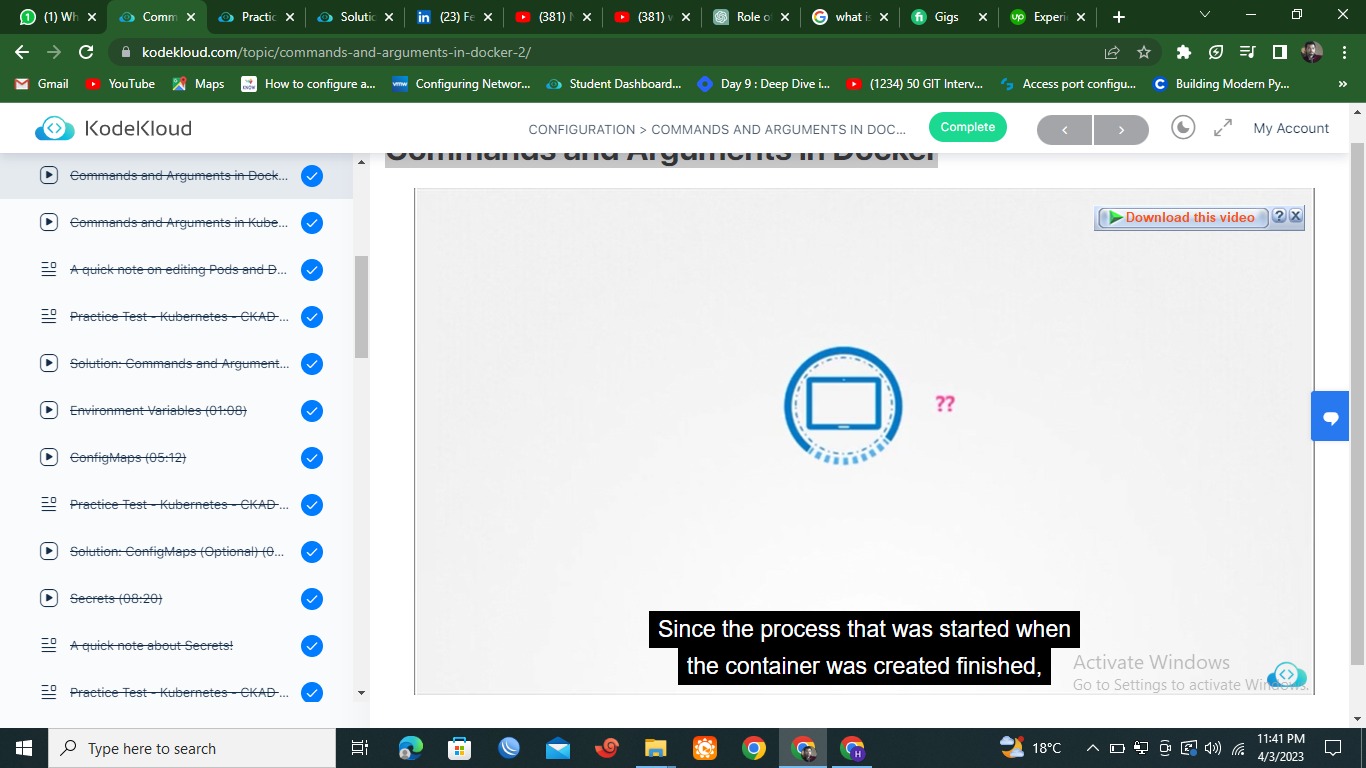 (1) Wh
Comm
Practic
Solutic
(23) Fe
(381) N
(381) v
Role o
what is
Gigs
Experi
kodekloud.com/topic/commands-and-arguments-in-docker-2/
Gmail
YouTube
Maps
How to configure a...
Configuring Networ...
Student Dashboard...
Day 9 : Deep Dive i...
(1234) 50 GIT Interv...
Access port configu...
Building Modern Py...
»
KodeKloud
CONFIGURATION > COMMANDS AND ARGUMENTS IN DOC...
Complete
< >
My Account
Commands and Arguments in Docker
Commands and Arguments in Dock...
Commands and Arguments in Kube...
A quick note on editing Pods and D...
Practice Test - Kubernetes - CKAD ...
Solution: Commands and Argument...
Environment Variables (01:08)
ConfigMaps (05:12)
Practice Test - Kubernetes - CKAD ...
Solution: ConfigMaps (Optional) (0...
Secrets (08:20)
A quick note about Secrets!
Practice Test - Kubernetes - CKAD ...
Download this video
? X
??
Since the process that was started when
the container was created finished,
Activate Windows
Go to Settings to activate Windows.
Type here to search
18°C
11:41 PM
4/3/2023